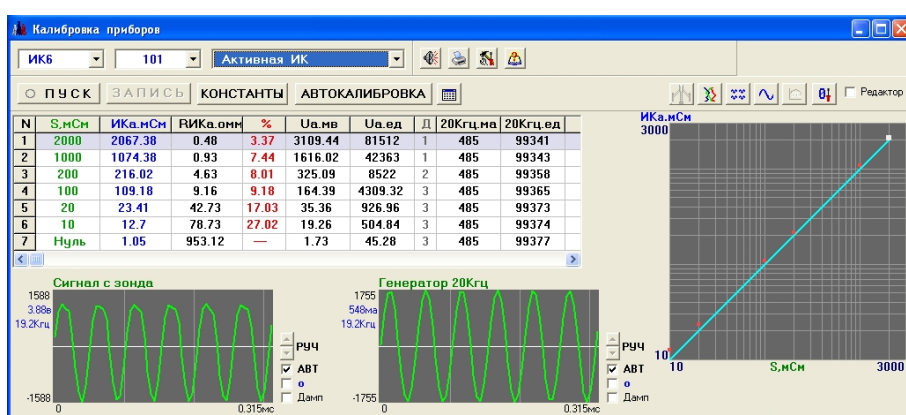 Калибровка приборов
ИК6 101 Активная ИК
ПУСК ЗАПИСЬ КОНСТАНТЫ АВТОКАЛИБРОВКА Редактор
N S,мСм ИКа.мСм RИКа.омм % Uа.мв Uа.ед Д 20Кгц.ма 20Кгц.ед
1 2000 2067.38 0.48 3.37 3109.44 81512 1 485 99341
2 1000 1074.38 0.93 7.44 1616.02 42363 1 485 99343
3 200 216.02 4.63 8.01 325.09 8522 2 485 99358
4 100 109.18 9.16 9.18 164.39 4309.32 3 485 99365
5 20 23.41 42.73 17.03 35.36 926.96 3 485 99373
6 10 12.7 78.73 27.02 19.26 504.84 3 485 99374
7 Нуль 1.05 953.12 — 1.73 45.28 3 485 99377
ИКа.мСм
3000
10
10 S,мСм 3000
Сигнал с зонда
1588
3.88в
19.2Кгц
-1588
0 0.315мс
РУЧ
АВТ
о
Дамп
Генератор 20Кгц
1755
548ма
19.2Кгц
-1755
0 0.315мс
РУЧ
АВТ
о
Дамп